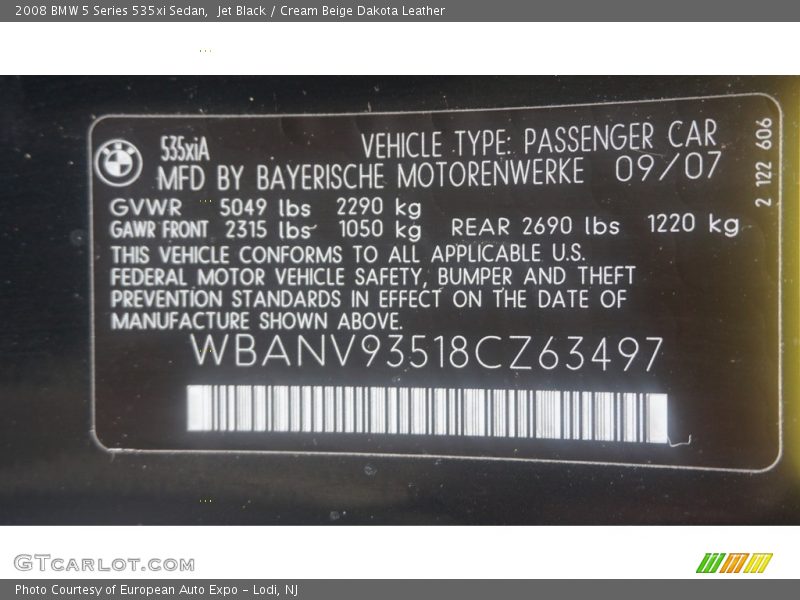 2008 BMW 5 Series 535xi Sedan,  Jet Black / Cream Beige Dakota Leather
535xiA VEHICLE TYPE: PASSENGER CAR
MFD BY BAYERISCHE MOTORENWERKE 09/07
GVWR 5049 lbs 2290 kg
GAWR FRONT 2315 lbs 1050 kg REAR 2690 lbs 1220 kg
THIS VEHICLE CONFORMS TO ALL APPLICABLE U.S.
FEDERAL MOTOR VEHICLE SAFETY, BUMPER AND THEFT
PREVENTION STANDARDS IN EFFECT ON THE DATE OF
MANUFACTURE SHOWN ABOVE.
WBANV93518CZ63497
2 122 606
GTCARLOT.COM
Photo Courtesy of European Auto Expo - Lodi, NJ